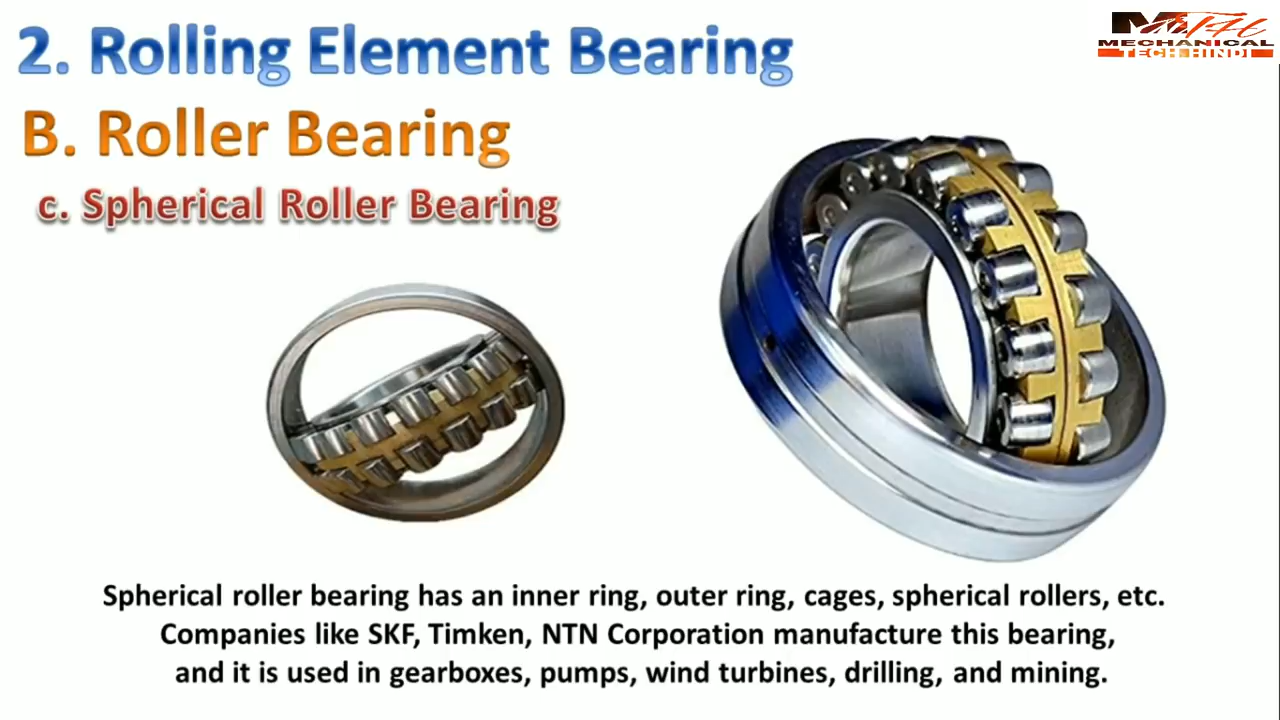 2. Rolling Element Bearing
MECHANICAL
TECH HINDI
B. Roller Bearing
c. Spherical Roller Bearing
Spherical roller bearing has an inner ring, outer ring, cages, spherical rollers, etc.
Companies like SKF, Timken, NTN Corporation manufacture this bearing,
and it is used in gearboxes, pumps, wind turbines, drilling, and mining.